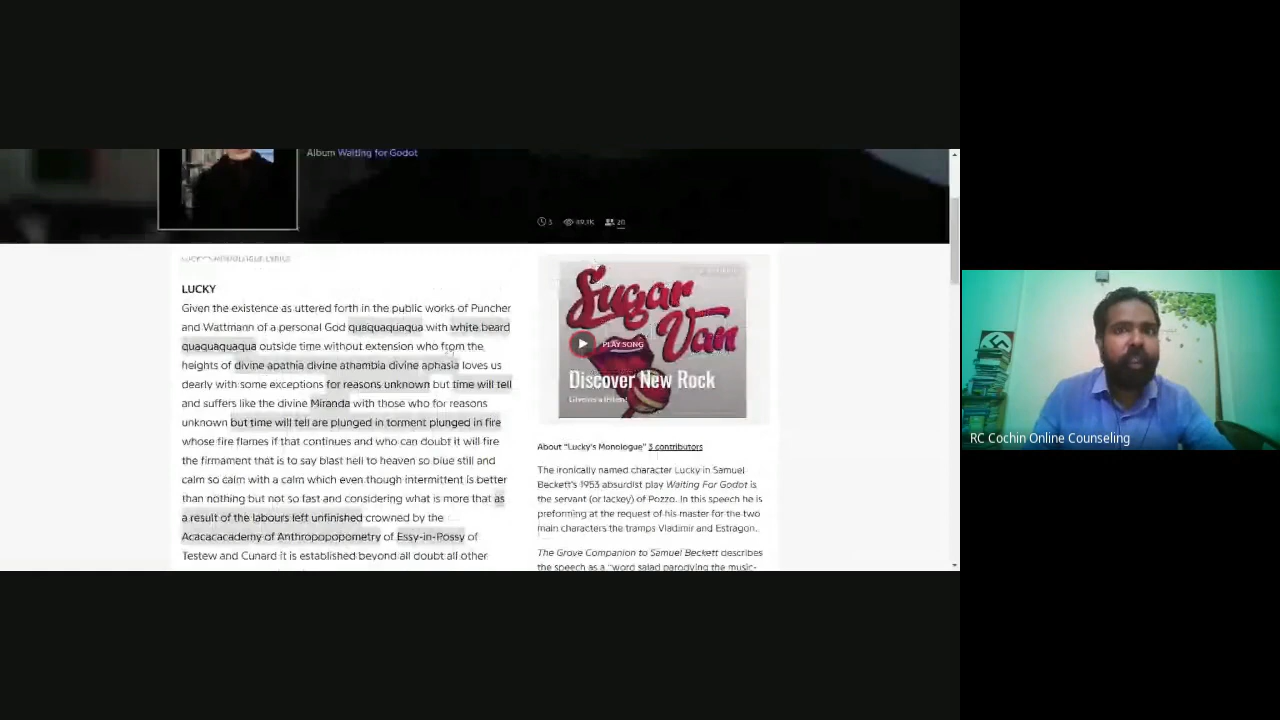 Album Waiting for Godot
3 49.1K 20
LUCKY'S MONOLOGUE LYRICS
LUCKY
Given the existence as uttered forth in the public works of Puncher
and Wattmann of a personal God quaquaquaqua with white beard
quaquaquaqua outside time without extension who from the
heights of divine apathia divine athambia divine aphasia loves us
dearly with some exceptions for reasons unknown but time will tell
and suffers like the divine Miranda with those who for reasons
unknown but time will tell are plunged in torment plunged in fire
whose fire flames if that continues and who can doubt it will fire
the firmament that is to say blast hell to heaven so blue still and
calm so calm with a calm which even though intermittent is better
than nothing but not so fast and considering what is more that as
a result of the labours left unfinished crowned by the
Acacacacademy of Anthropopopometry of Essy-in-Possy of
Testew and Cunard it is established beyond all doubt all other
Sugar
Van
PLAY SONG
Discover New Rock
Give us a listen!
About “Lucky's Monologue” 3 contributors
The ironically named character Lucky in Samuel
Beckett's 1953 absurdist play Waiting For Godot is
the servant (or lackey) of Pozzo. In this speech he is
preforming at the request of his master for the two
main characters the tramps Vladimir and Estragon.
The Grove Companion to Samuel Beckett describes
the speech as a “word salad parodying the music-
RC Cochin Online Counseling